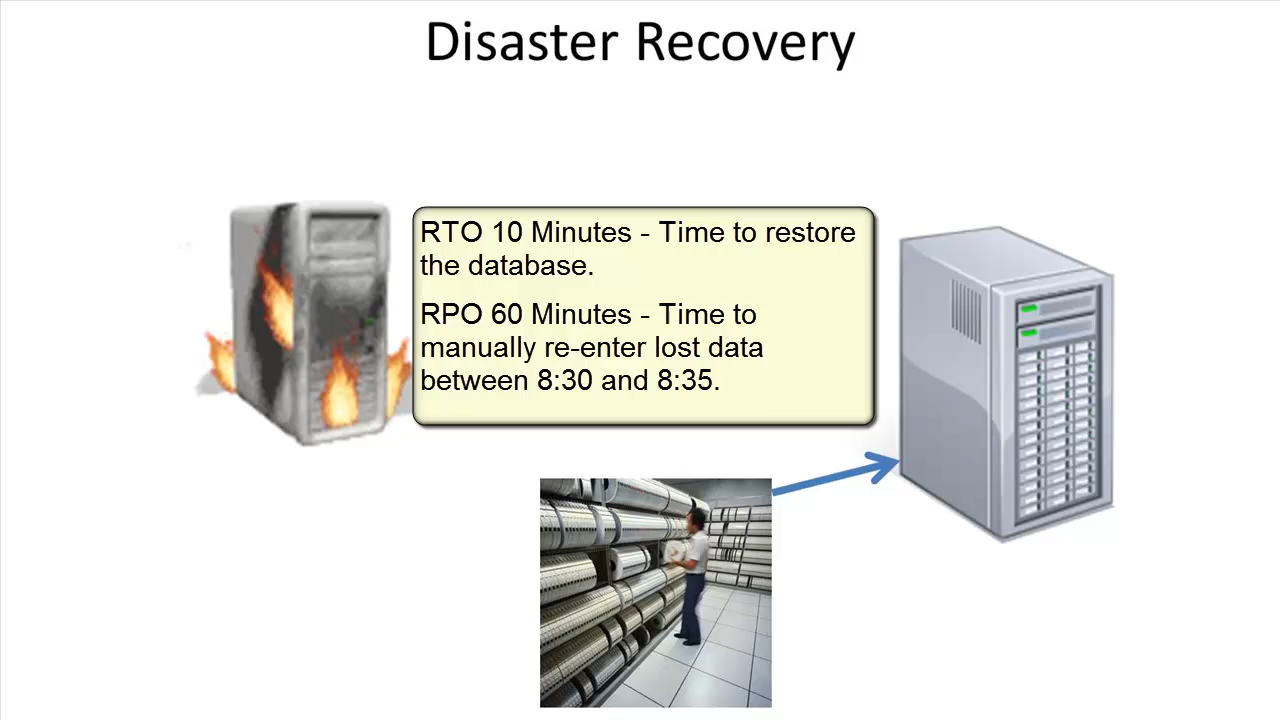 Disaster Recovery
RTO 10 Minutes - Time to restore
the database.
RPO 60 Minutes - Time to
manually re-enter lost data
between 8:30 and 8:35.